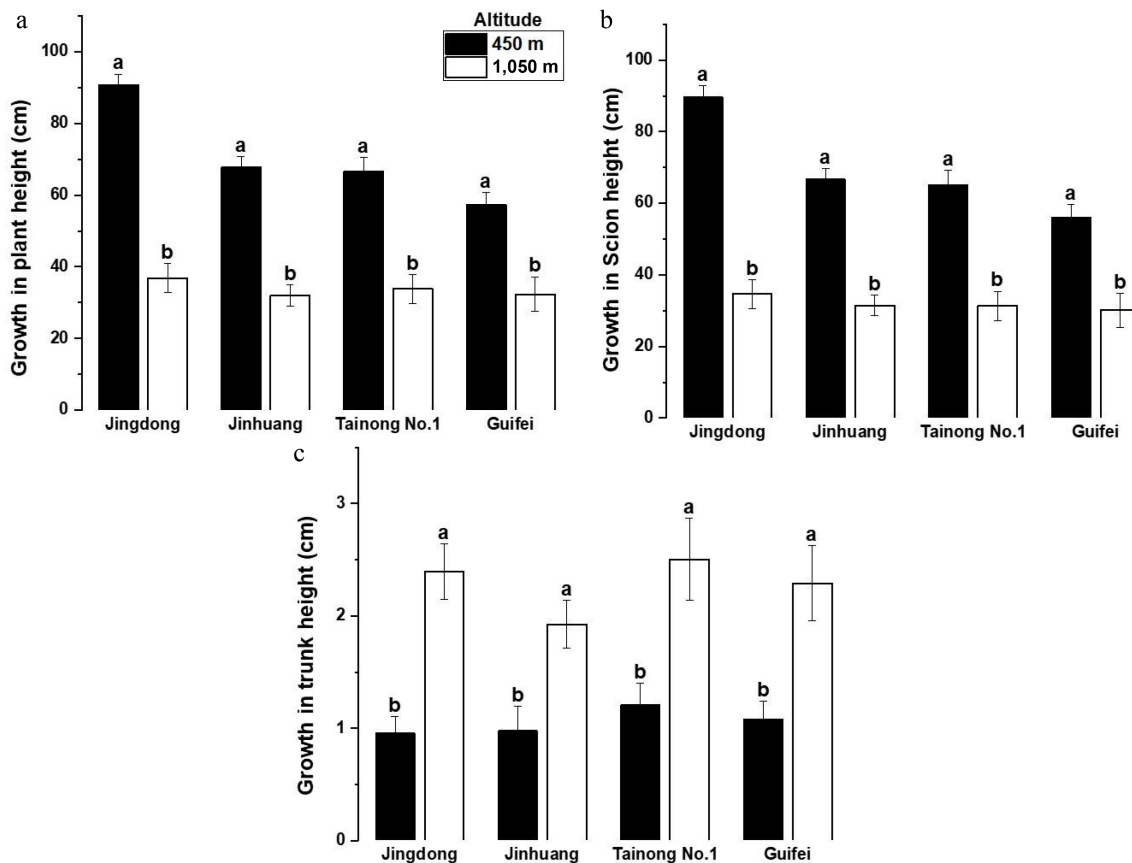 a
Altitude
450 m
1,050 m
Growth in plant height (cm)
100
80
60
40
20
0
a
b
a
b
a
b
a
b
Jingdong
Jinhuang
Tainong No.1
Guifei
b
Growth in Scion height (cm)
100
80
60
40
20
0
a
b
a
b
a
b
a
b
Jingdong
Jinhuang
Tainong No.1
Guifei
c
Growth in trunk height (cm)
3
2
1
0
b
a
b
a
b
a
b
a
Jingdong
Jinhuang
Tainong No.1
Guifei